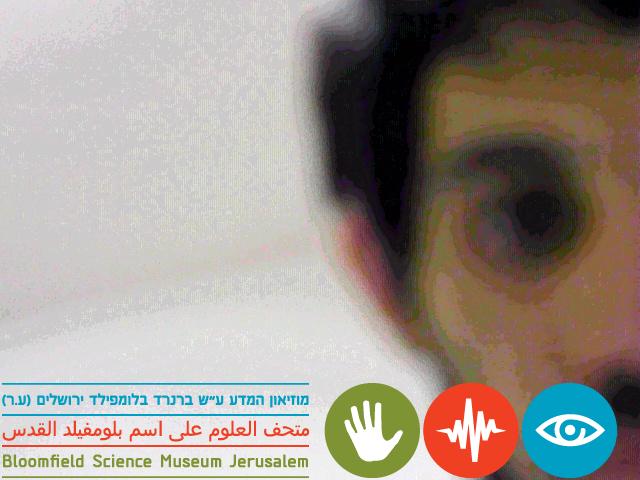 מוזיאון המדע ע״ש ברנרד בלומפילד ירושלים (ע.ר)
متحف العلوم على اسم بلومفيلد القدس
Bloomfield Science Museum Jerusalem